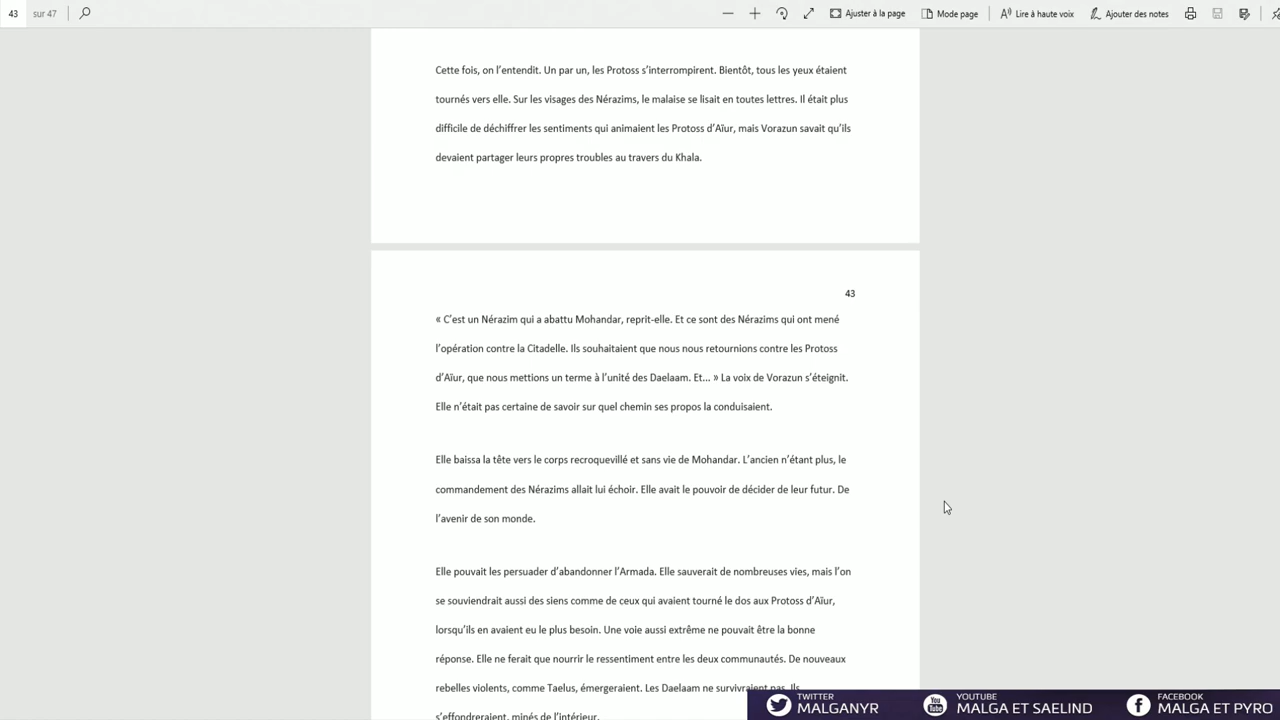 43 sur 47 Ajuster à la page Mode page Lire à haute voix Ajouter des notes
Cette fois, on l’entendit. Un par un, les Protoss s’interrompirent. Bientôt, tous les yeux étaient
tournés vers elle. Sur les visages des Nérazims, le malaise se lisait en toutes lettres. Il était plus
difficile de déchiffrer les sentiments qui animaient les Protoss d’Aïur, mais Vorazun savait qu’ils
devaient partager leurs propres troubles au travers du Khala.
43
« C’est un Nérazim qui a abattu Mohandar, reprit-elle. Et ce sont des Nérazims qui ont mené
l’opération contre la Citadelle. Ils souhaitaient que nous nous retournions contre les Protoss
d’Aïur, que nous mettions un terme à l’unité des Daelaam. Et... » La voix de Vorazun s’éteignit.
Elle n’était pas certaine de savoir sur quel chemin ses propos la conduisaient.
Elle baissa la tête vers le corps recroquevillé et sans vie de Mohandar. L’ancien n’étant plus, le
commandement des Nérazims allait lui échoir. Elle avait le pouvoir de décider de leur futur. De
l’avenir de son monde.
Elle pouvait les persuader d’abandonner l’Armada. Elle sauverait de nombreuses vies, mais l’on
se souviendrait aussi des siens comme de ceux qui avaient tourné le dos aux Protoss d’Aïur,
lorsqu’ils en avaient eu le plus besoin. Une voie aussi extrême ne pouvait être la bonne
réponse. Elle ne ferait que nourrir le ressentiment entre les deux communautés. De nouveaux
rebelles violents, comme Taelus, émergeraient. Les Daelaam ne survivraient pas. Ils
s’effondreraient, minés de l’intérieur.
TWITTER
MALGANYR
You Tube
YOUTUBE
MALGA ET SAELIND
FACEBOOK
MALGA ET PYRO